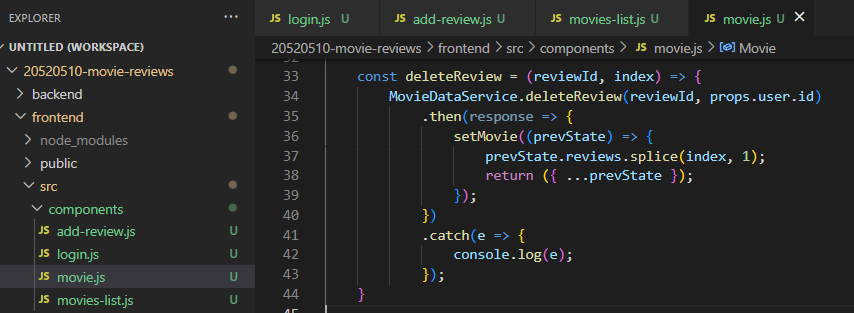 EXPLORER
UNTITLED (WORKSPACE)
20520510-movie-reviews
backend
frontend
node_modules
public
src
components
JS add-review.js U
JS login.js U
JS movie.js U
JS movies-list.js U
JS login.js U JS add-review.js U JS movies-list.js U JS movie.js U ×
20520510-movie-reviews > frontend > src > components > JS movie.js > Movie
33 const deleteReview = (reviewId, index) => {
34 MovieDataService.deleteReview(reviewId, props.user.id)
35 .then(response => {
36 setMovie((prevState) => {
37 prevState.reviews.splice(index, 1);
38 return ({ ...prevState });
39 });
40 })
41 .catch(e => {
42 console.log(e);
43 });
44 }